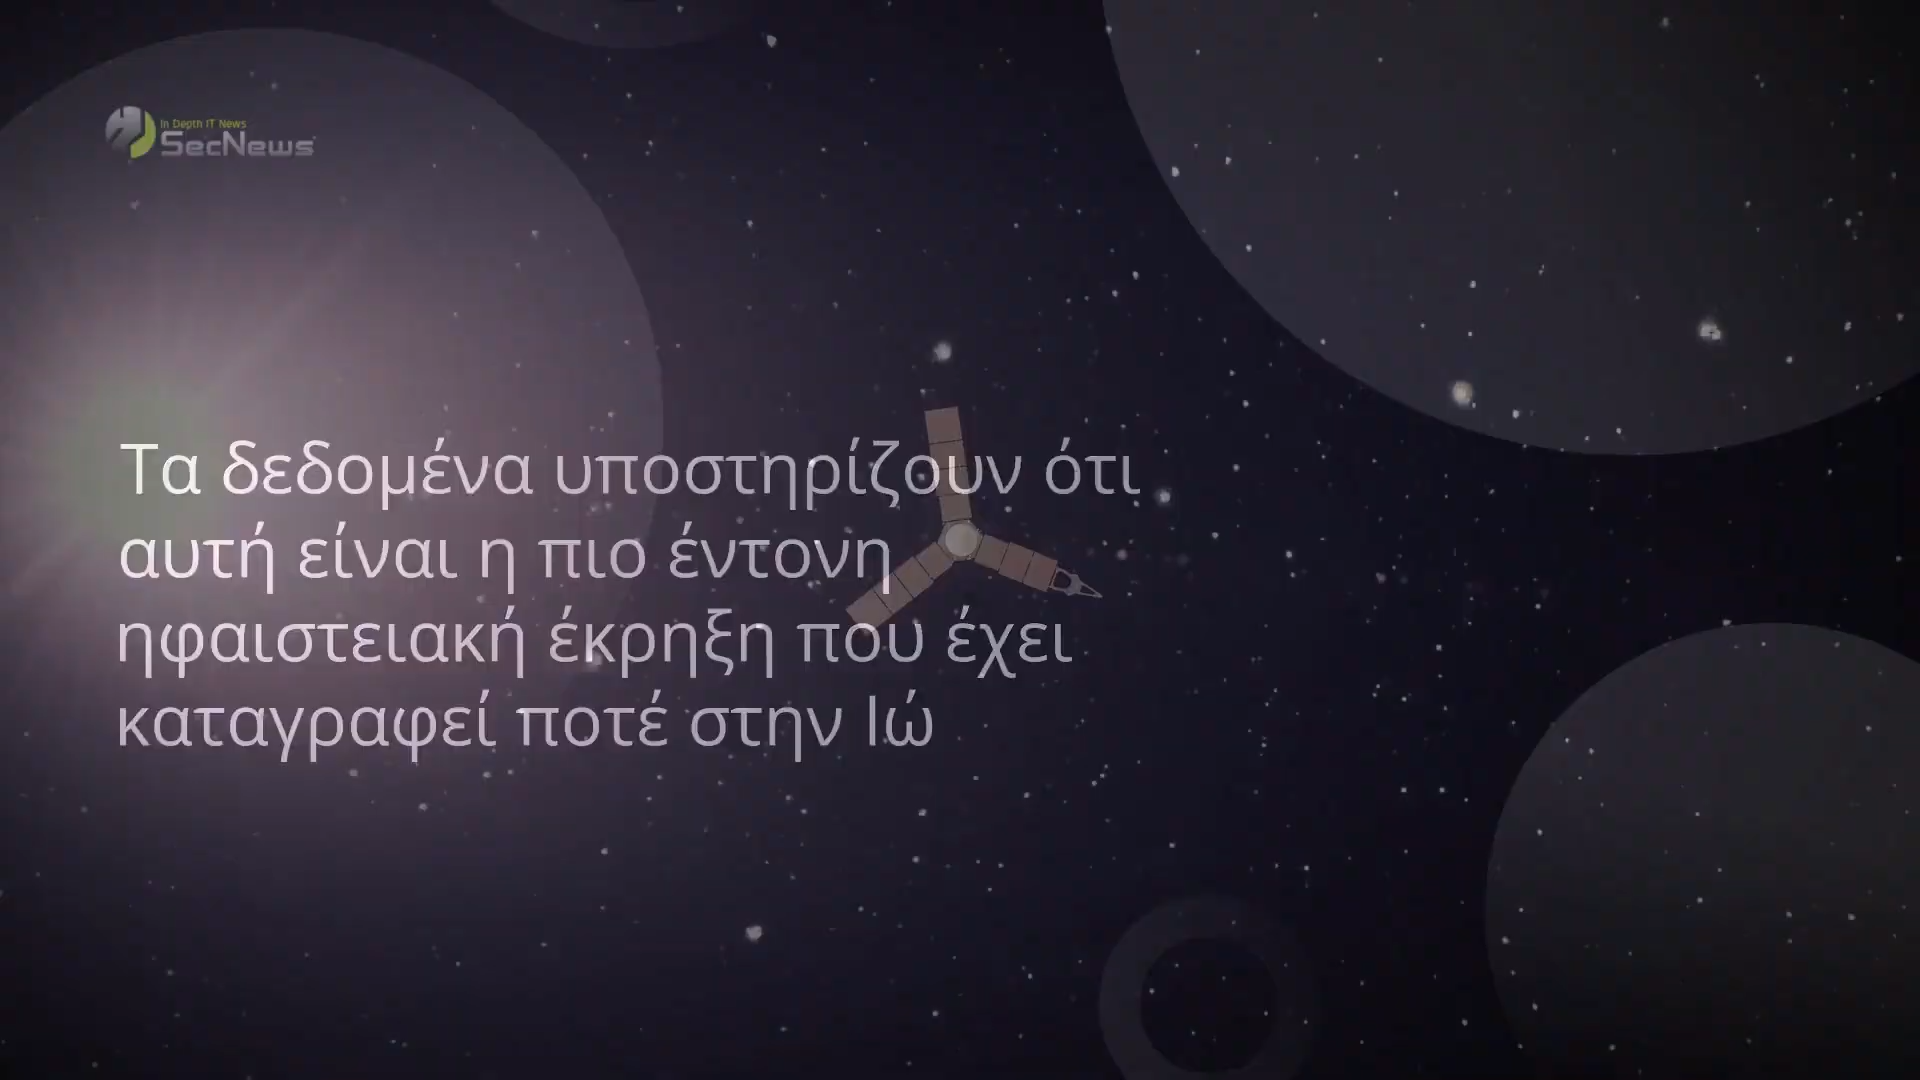 In Depth IT News
SecNews
Τα δεδομένα υποστηρίζουν ότι
αυτή είναι η πιο έντονη
ηφαιστειακή έκρηξη που έχει
καταγραφεί ποτέ στην Ιώ